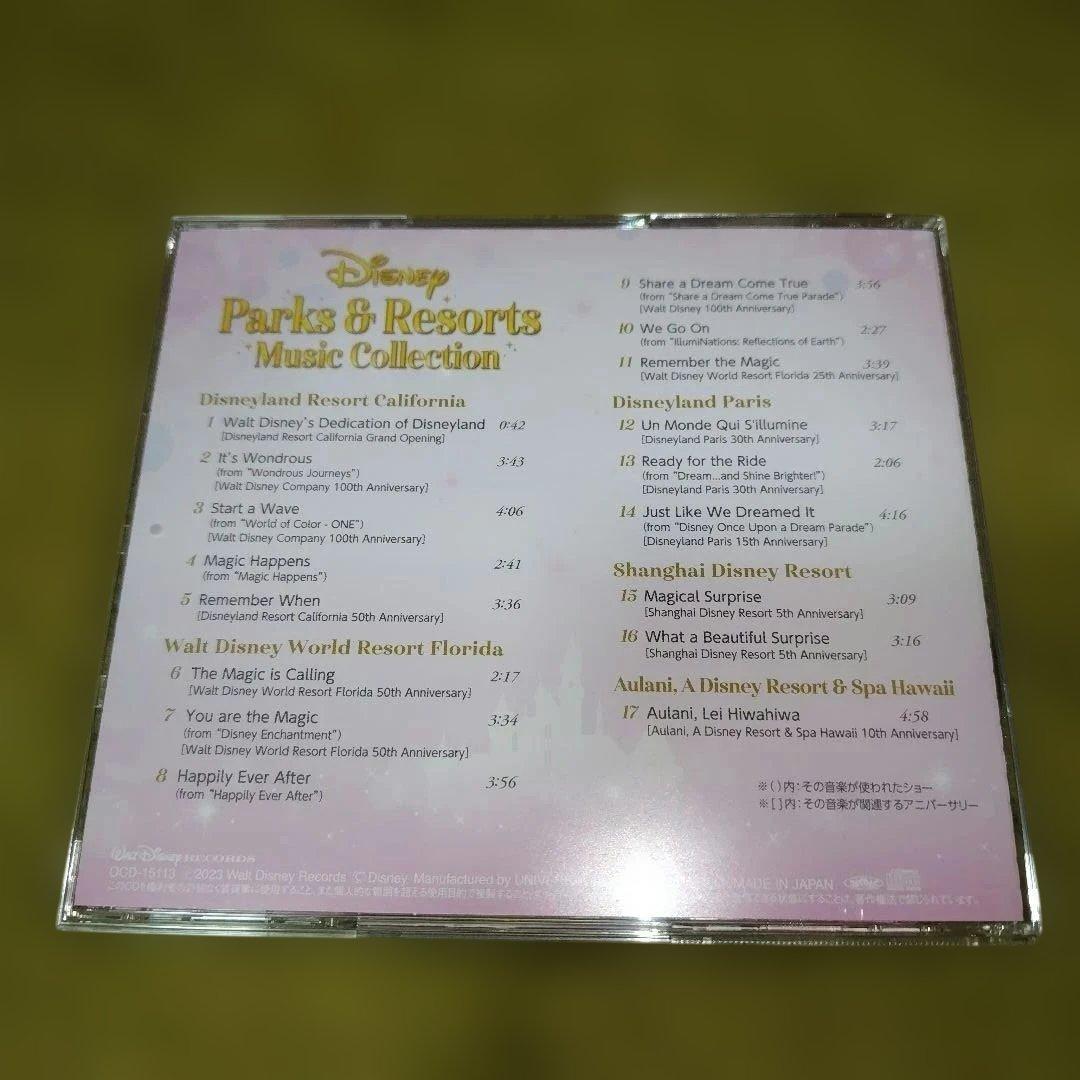 Disney
Parks & Resorts
Music Collection
Disneyland Resort California
1 Walt Disney's Dedication of Disneyland 0:42
[Disneyland Resort California Grand Opening]
2 It's Wondrous 3:43
(from "Wondrous Journeys")
[Walt Disney Company 100th Anniversary]
3 Start a Wave 4:06
(from "World of Color - ONE")
[Walt Disney Company 100th Anniversary]
4 Magic Happens 2:41
(from "Magic Happens")
5 Remember When 3:36
[Disneyland Resort California 50th Anniversary]
Walt Disney World Resort Florida
6 The Magic is Calling 2:17
[Walt Disney World Resort Florida 50th Anniversary]
7 You are the Magic 3:34
(from "Disney Enchantment")
[Walt Disney World Resort Florida 50th Anniversary]
8 Happily Ever After 3:56
(from "Happily Ever After")
9 Share a Dream Come True 3:56
(from "Share a Dream Come True Parade")
[Walt Disney 100th Anniversary]
10 We Go On 2:27
(from "IllumiNations: Reflections of Earth")
11 Remember the Magic 3:39
[Walt Disney World Resort Florida 25th Anniversary]
Disneyland Paris
12 Un Monde Qui S'illumine 3:17
[Disneyland Paris 30th Anniversary]
13 Ready for the Ride 2:06
(from "Dream...and Shine Brighter!")
[Disneyland Paris 30th Anniversary]
14 Just Like We Dreamed It 4:16
(from "Disney Once Upon a Dream Parade")
[Disneyland Paris 15th Anniversary]
Shanghai Disney Resort
15 Magical Surprise 3:09
[Shanghai Disney Resort 5th Anniversary]
16 What a Beautiful Surprise 3:16
[Shanghai Disney Resort 5th Anniversary]
Aulani, A Disney Resort & Spa Hawaii
17 Aulani, Lei Hiwahiwa 4:58
[Aulani, A Disney Resort & Spa Hawaii 10th Anniversary]
※( )内：その音楽が使われたショー
※[ ]内：その音楽が関連するアニバーサリー
Walt Disney RECORDS
OCD-15113 ℗2023 Walt Disney Records © Disney Manufactured by MADE IN JAPAN